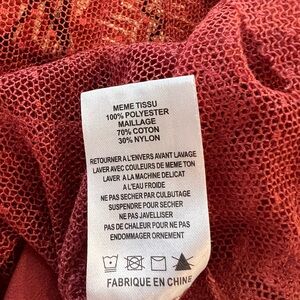 MEME TISSU
100% POLYESTER
MAILLAGE
70% COTON
30% NYLON
RETOURNER A L'ENVERS AVANT LAVAGE
LAVER AVEC COULEURS DE MEME TON
LAVER A LA MACHINE DELICAT
A L'EAU FROIDE
NE PAS SECHER PAR CULBUTAGE
SUSPENDRE POUR SECHER
NE PAS JAVELLISER
PAS DE CHALEUR POUR NE PAS
ENDOMMAGER ORNEMENT
FABRIQUE EN CHINE